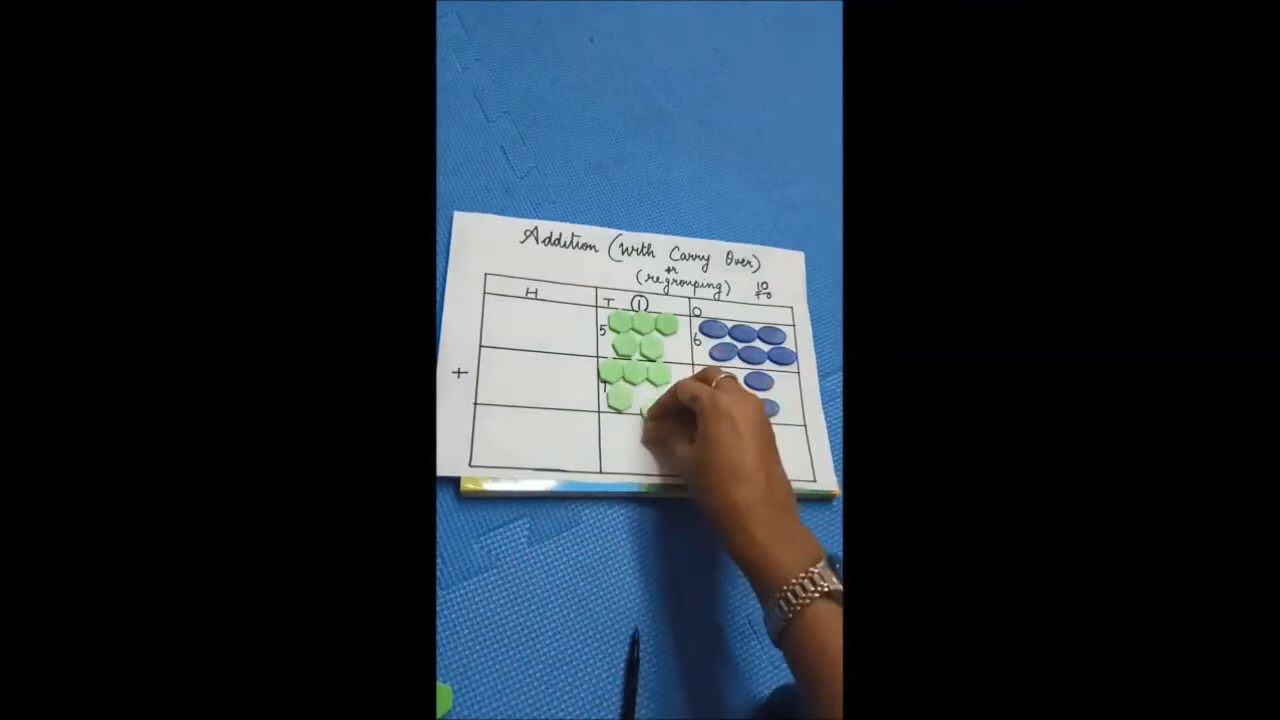 Addition (With Carry Over)
or
(regrouping)
10
H T 1 O
5 6
+